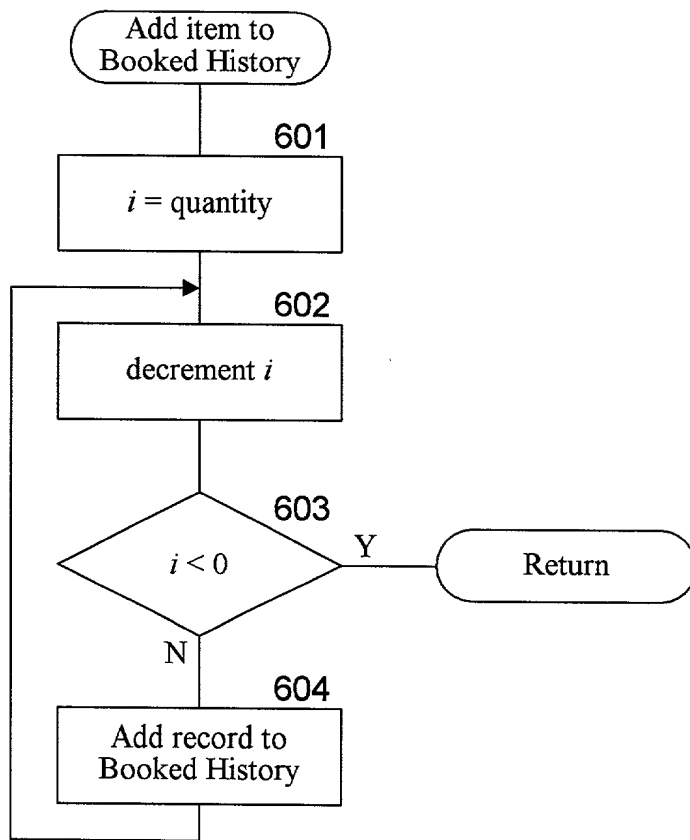 Add item to
Booked History
601
i = quantity
602
decrement i
603
i < 0
Y
Return
N
604
Add record to
Booked History